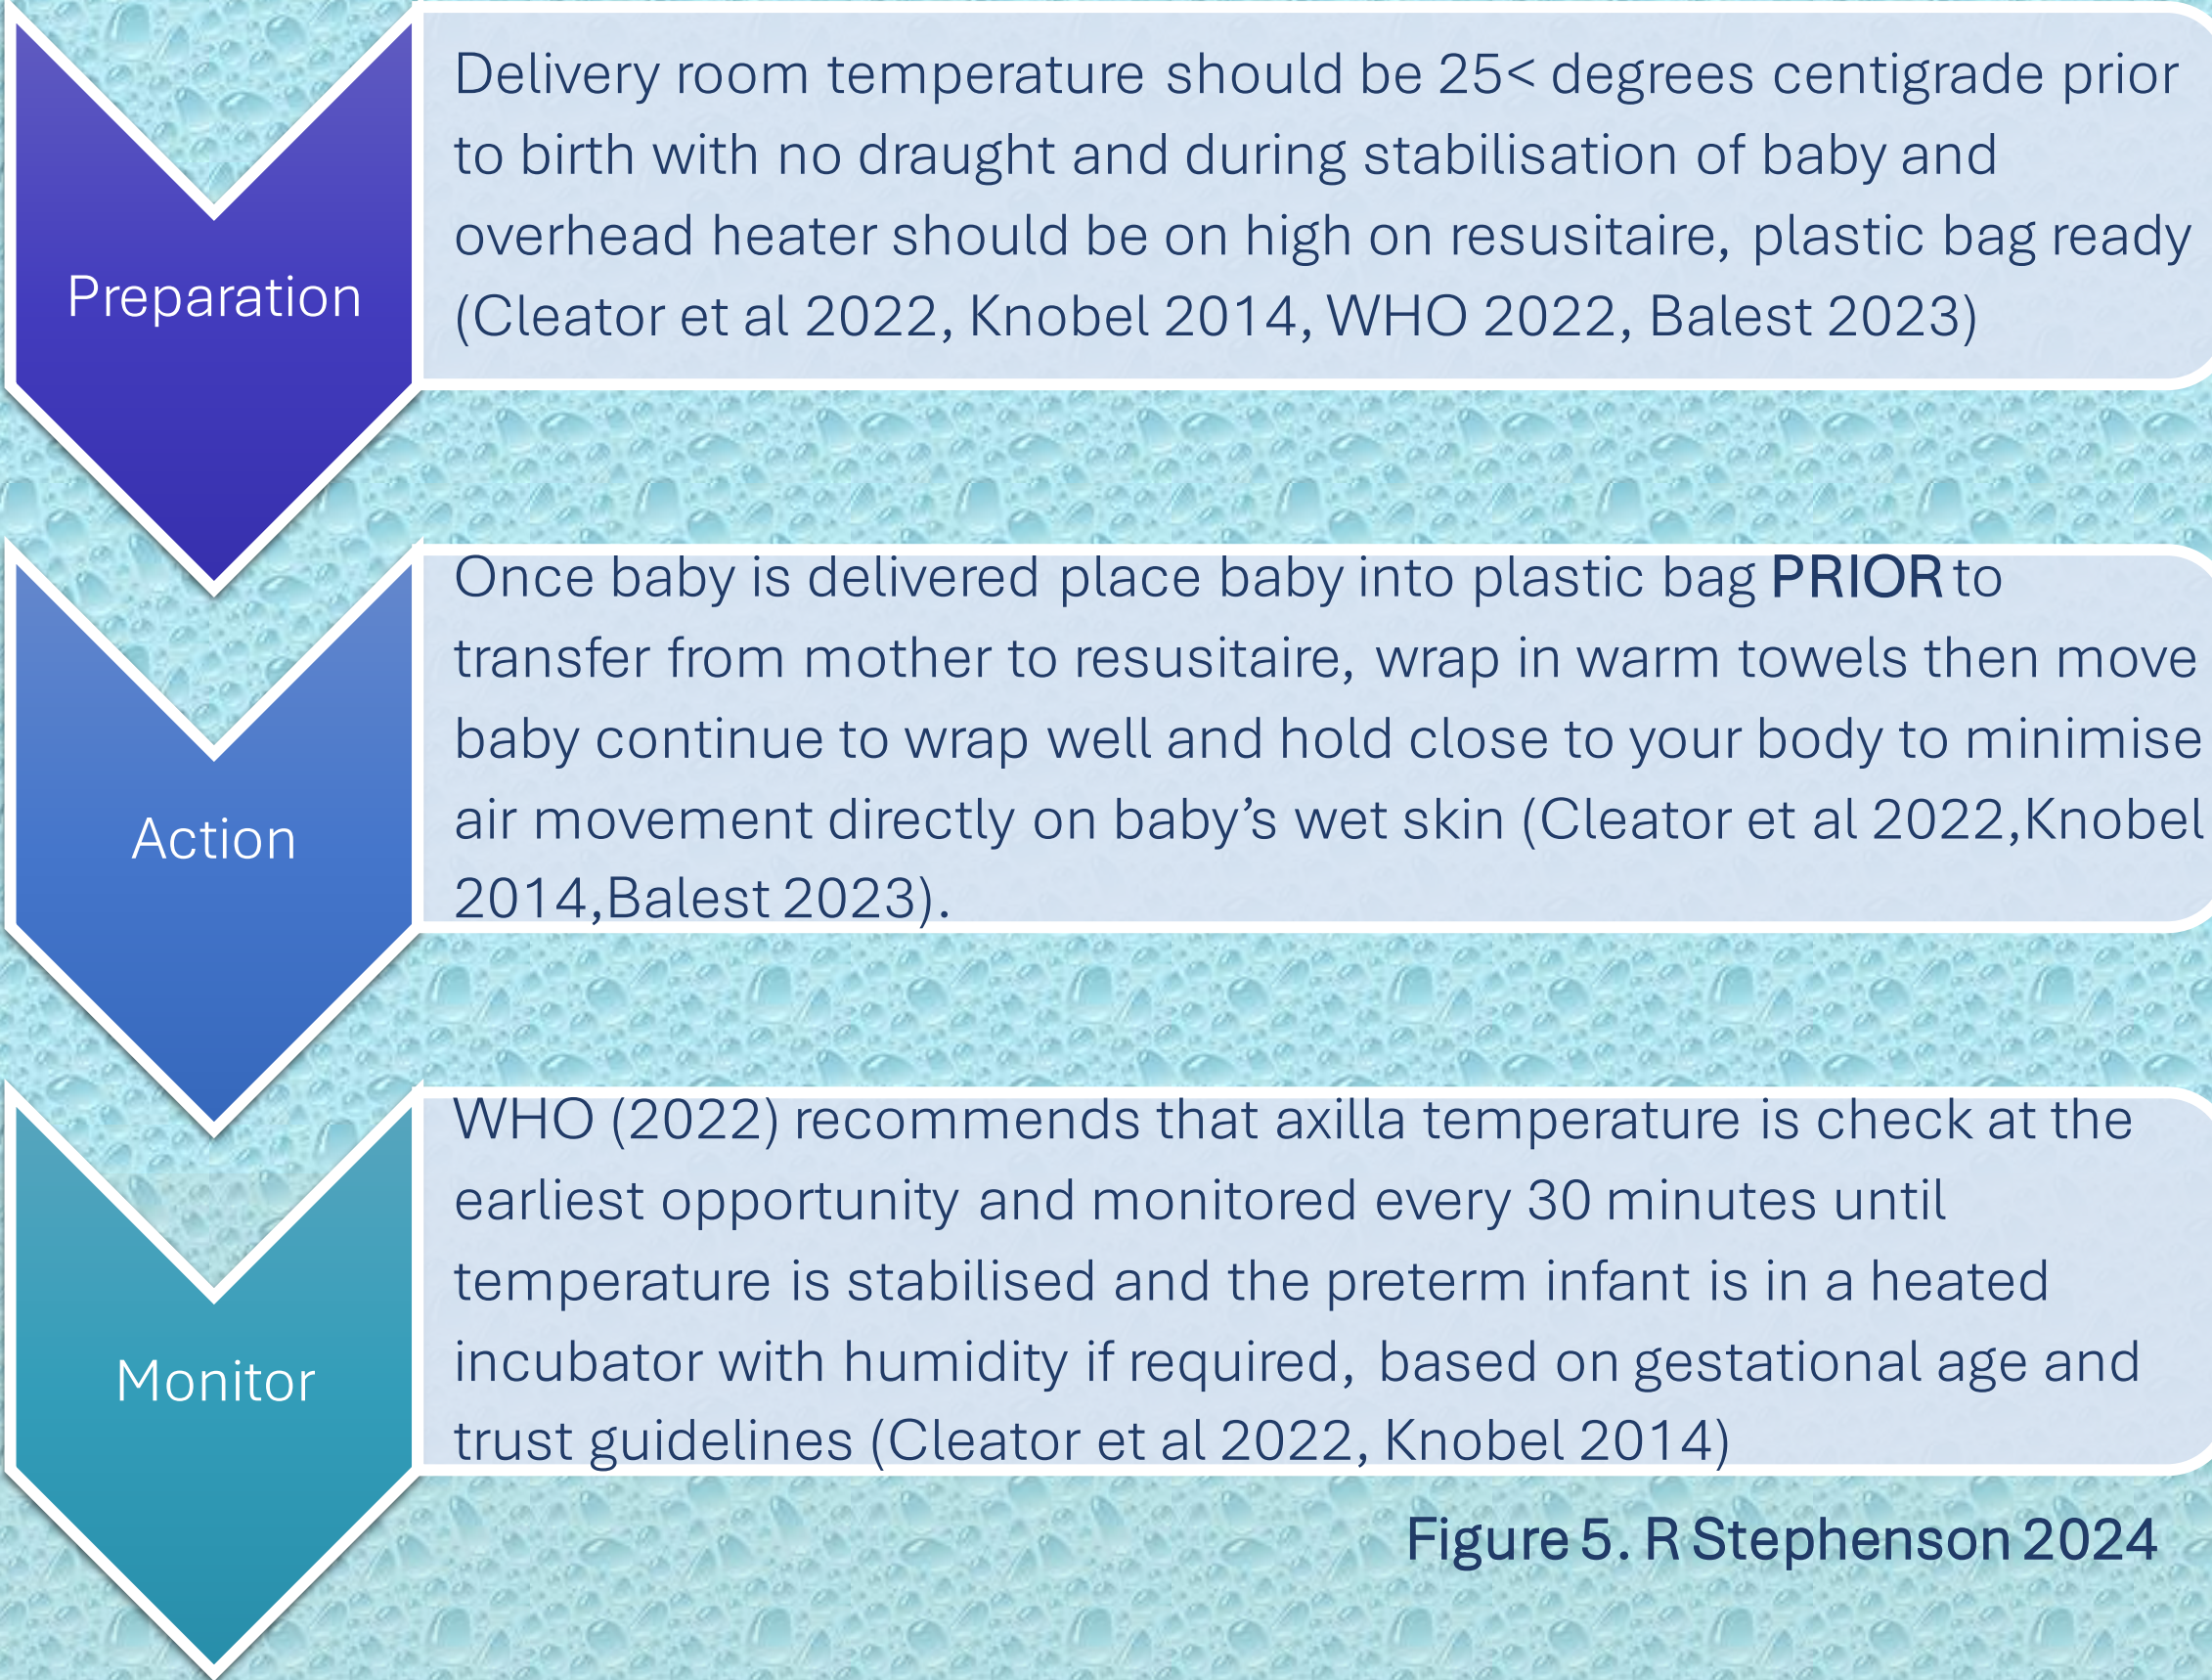 Preparation
Delivery room temperature should be 25< degrees centigrade prior
to birth with no draught and during stabilisation of baby and
overhead heater should be on high on resusitaire, plastic bag ready
(Cleator et al 2022, Knobel 2014, WHO 2022, Balest 2023)
Action
Once baby is delivered place baby into plastic bag PRIOR to
transfer from mother to resusitaire, wrap in warm towels then move
baby continue to wrap well and hold close to your body to minimise
air movement directly on baby’s wet skin (Cleator et al 2022,Knobel
2014,Balest 2023).
Monitor
WHO (2022) recommends that axilla temperature is check at the
earliest opportunity and monitored every 30 minutes until
temperature is stabilised and the preterm infant is in a heated
incubator with humidity if required, based on gestational age and
trust guidelines (Cleator et al 2022, Knobel 2014)
Figure 5. R Stephenson 2024